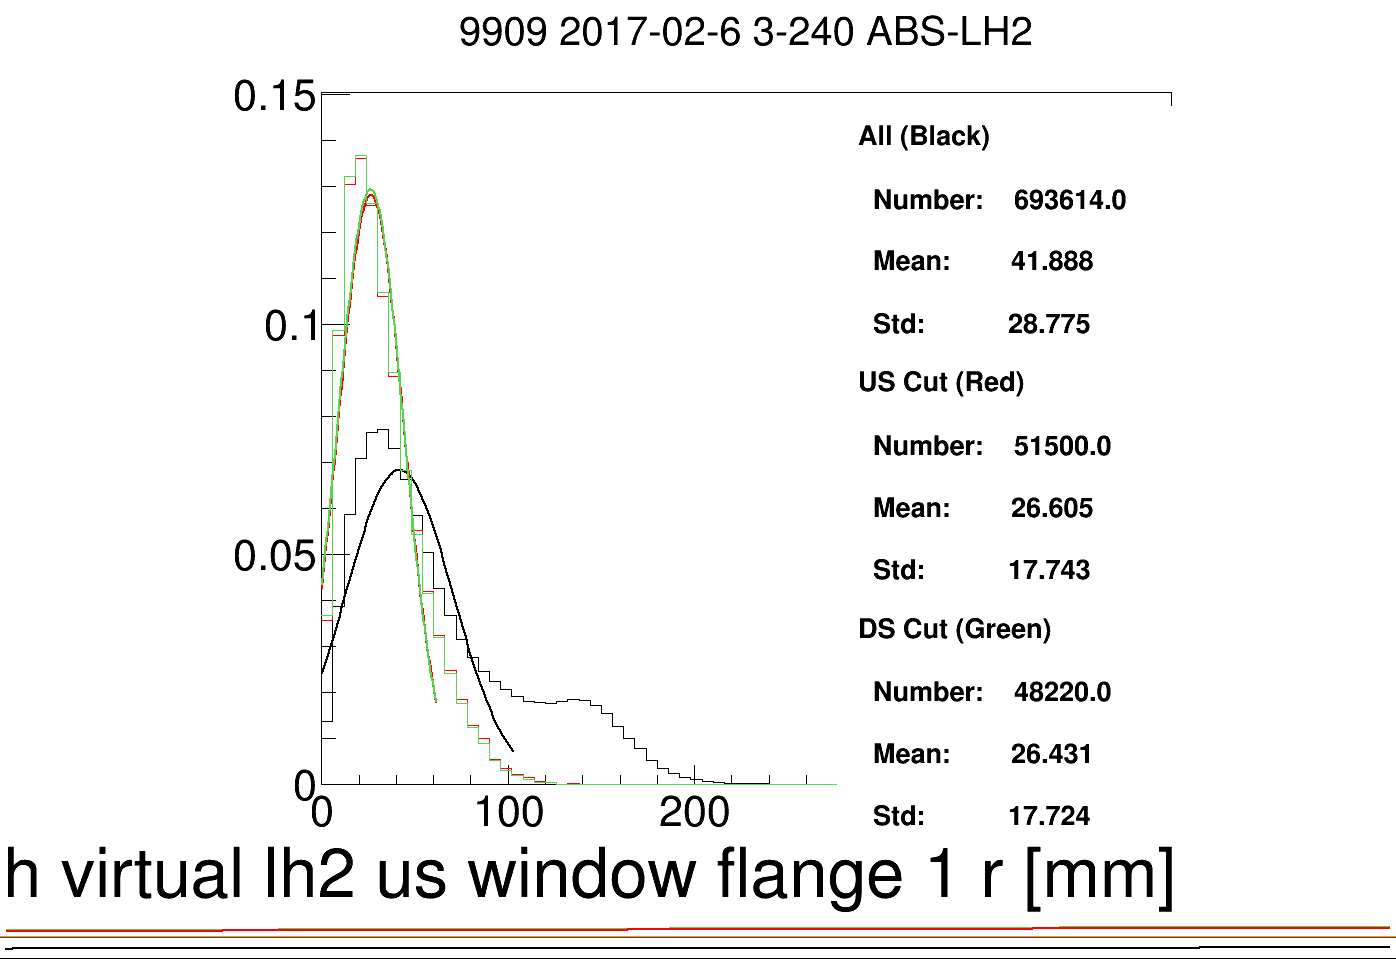 9909 2017-02-6 3-240 ABS-LH2
0.15
0.1
0.05
0
0 100 200
All (Black)
Number: 693614.0
Mean: 41.888
Std: 28.775
US Cut (Red)
Number: 51500.0
Mean: 26.605
Std: 17.743
DS Cut (Green)
Number: 48220.0
Mean: 26.431
Std: 17.724
h virtual lh2 us window flange 1 r [mm]